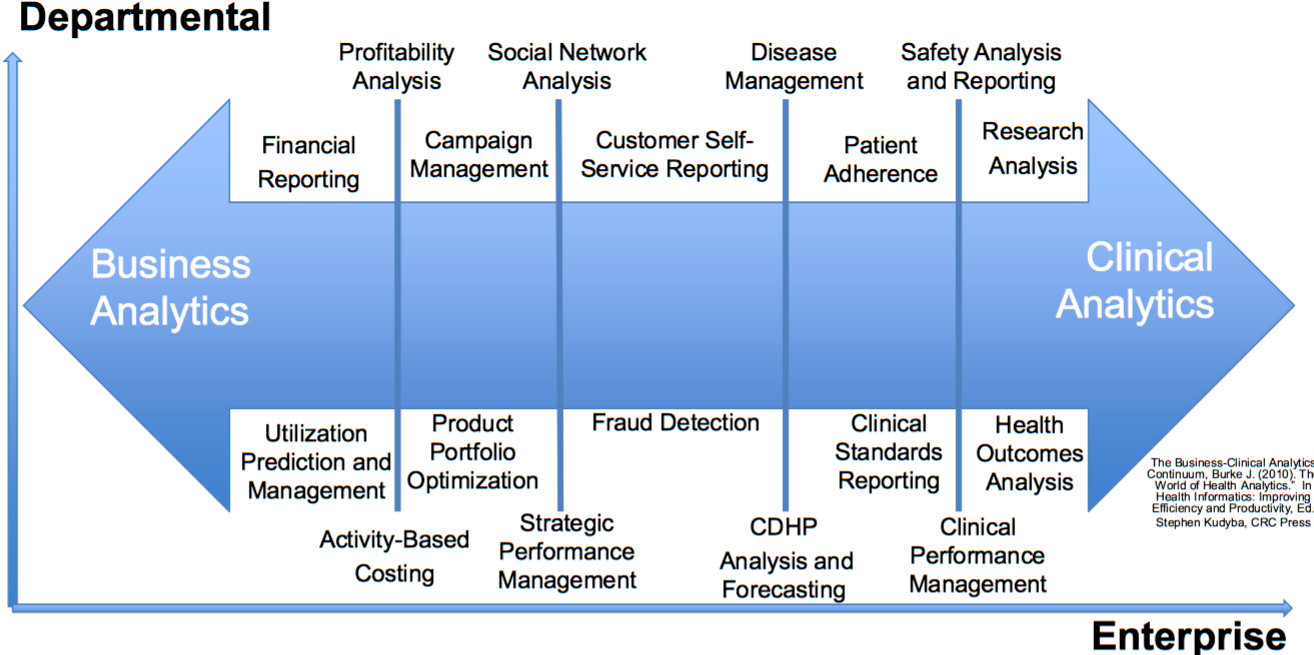 Departmental
Profitability
Analysis
Social Network
Analysis
Disease
Management
Safety Analysis
and Reporting
Financial
Reporting
Campaign
Management
Customer Self-
Service Reporting
Patient
Adherence
Research
Analysis
Business
Analytics
Clinical
Analytics
Utilization
Prediction and
Management
Product
Portfolio
Optimization
Fraud Detection
Clinical
Standards
Reporting
Health
Outcomes
Analysis
The Business-Clinical Analytics
Continuum, Burke J. (2010). Th
World of Health Analytics.” In
Health Informatics: Improving
Efficiency and Productivity, Ed.
Stephen Kudyba, CRC Press
Activity-Based
Costing
Strategic
Performance
Management
CDHP
Analysis and
Forecasting
Clinical
Performance
Management
Enterprise